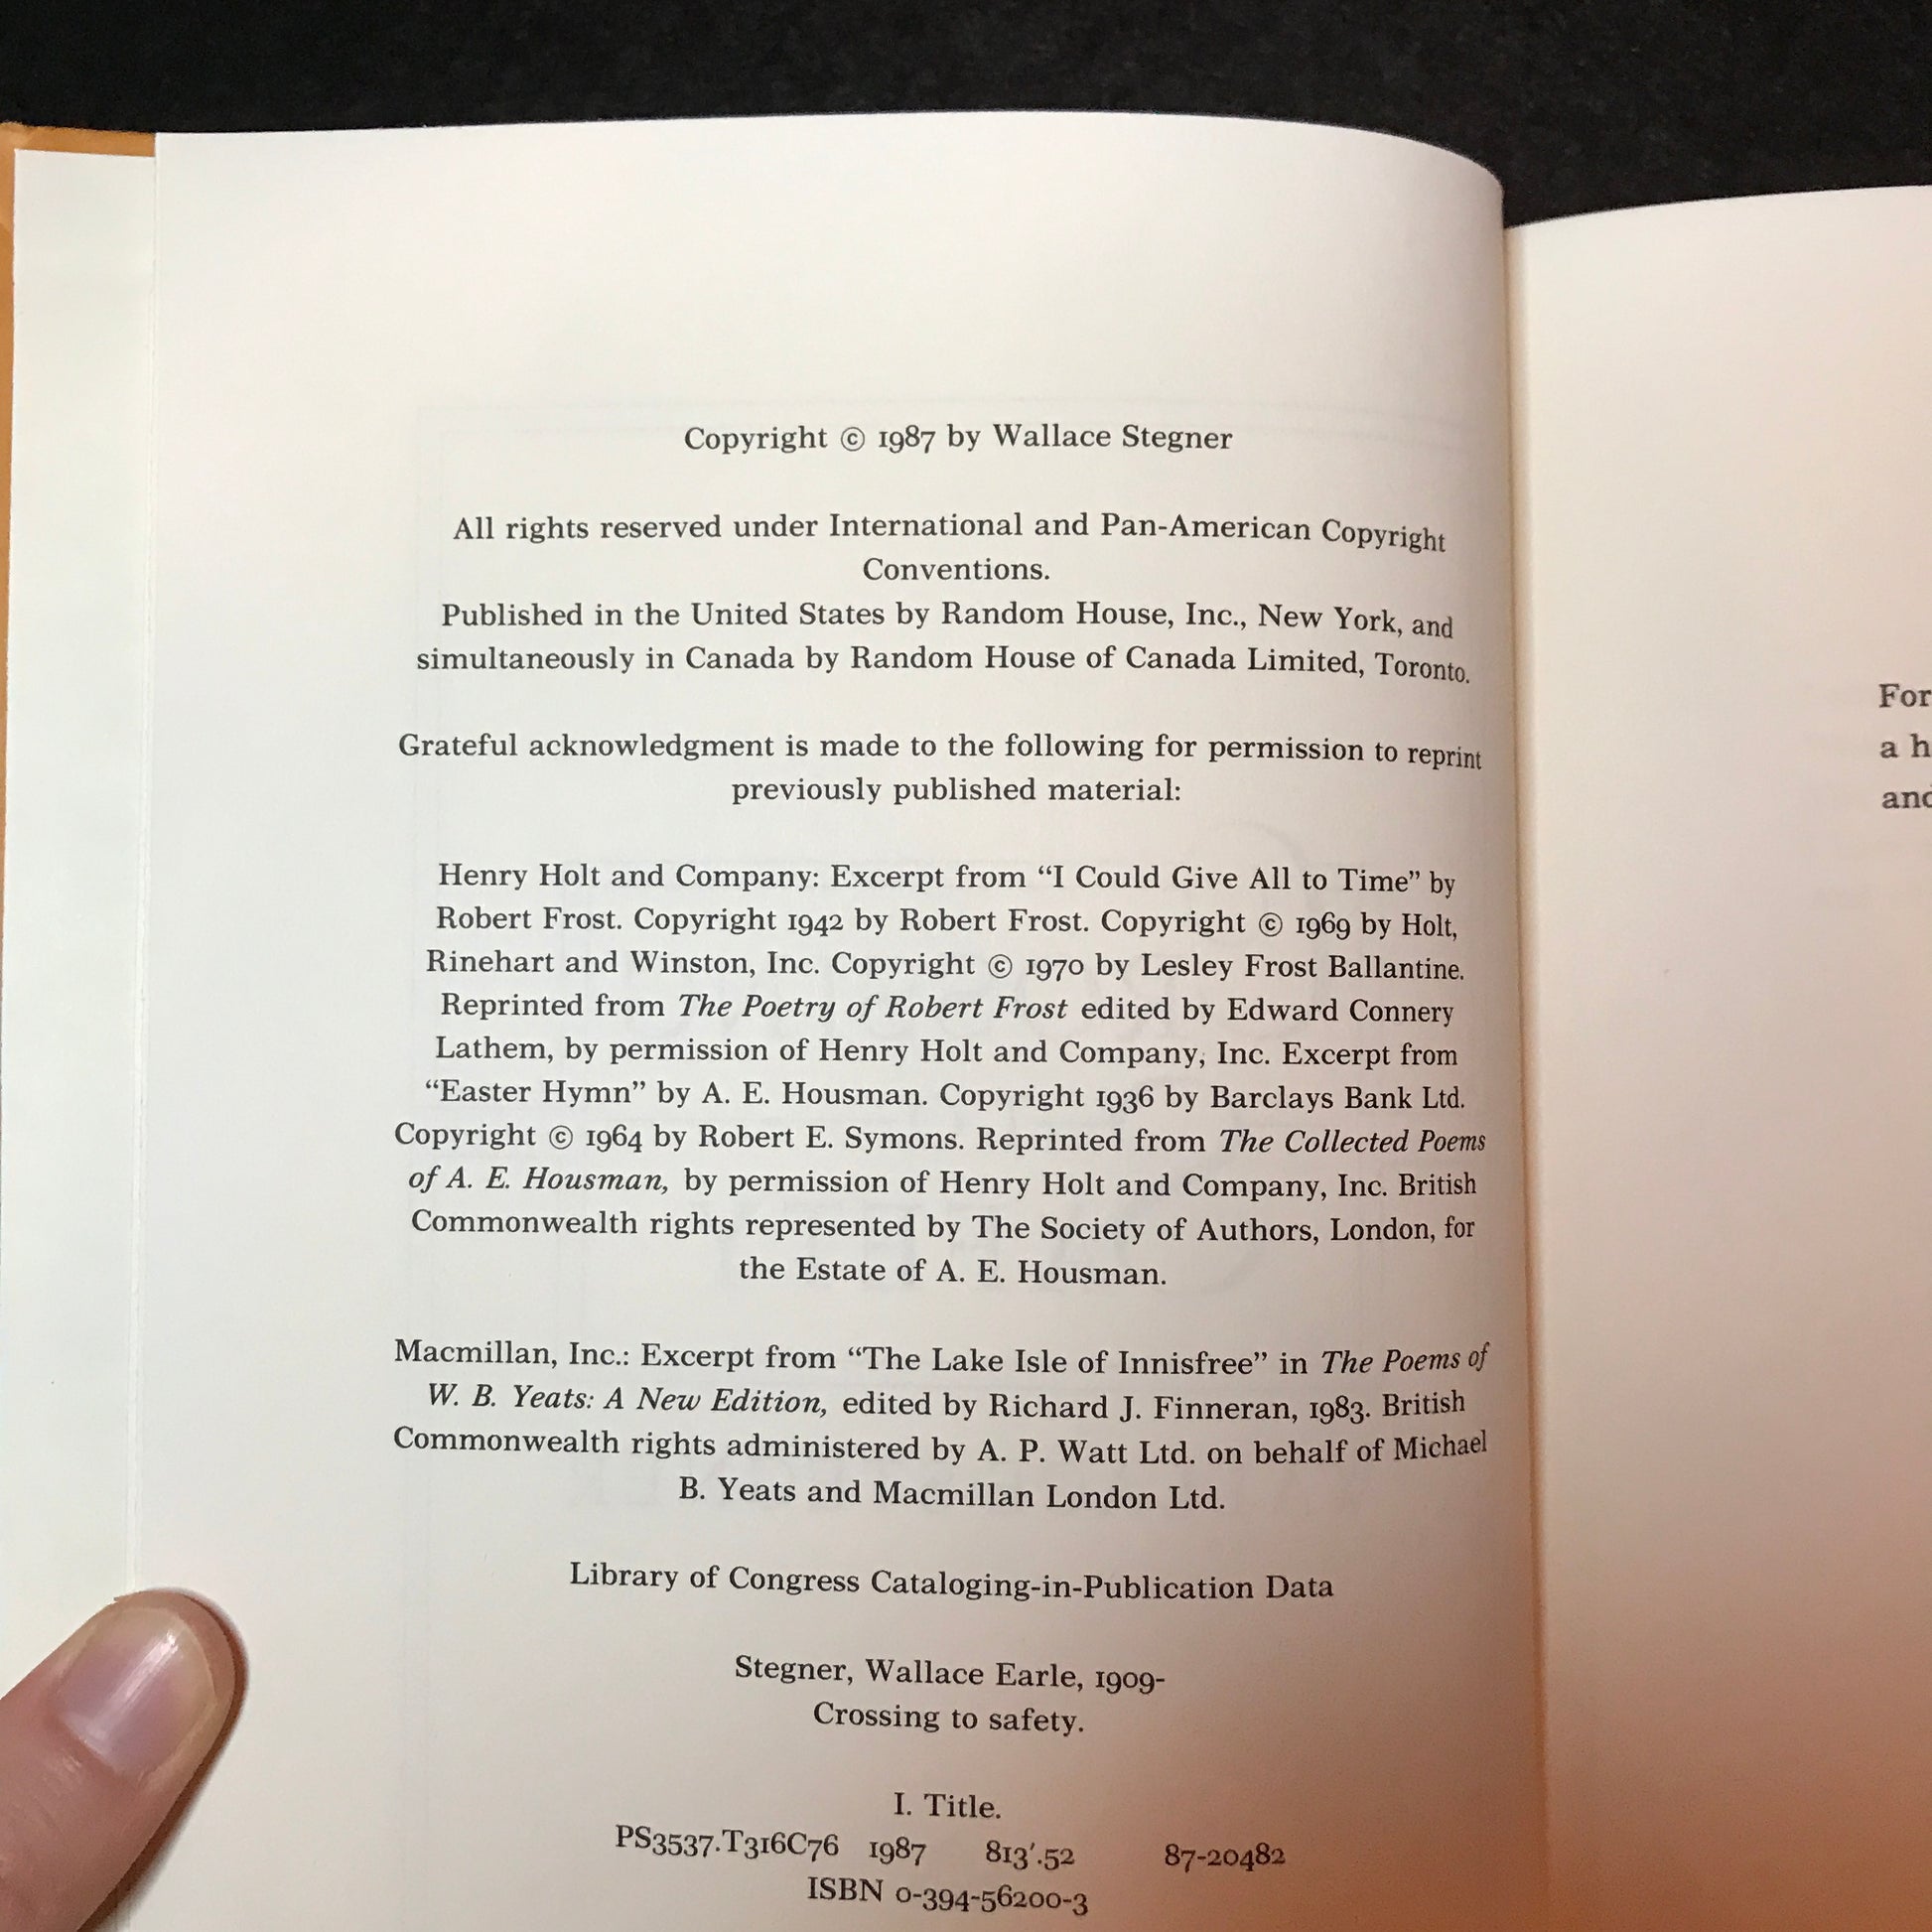 Copyright © 1987 by Wallace Stegner
All rights reserved under International and Pan-American Copyright
Conventions.
Published in the United States by Random House, Inc., New York, and
simultaneously in Canada by Random House of Canada Limited, Toronto.
Grateful acknowledgment is made to the following for permission to reprint
previously published material:
Henry Holt and Company: Excerpt from “I Could Give All to Time” by
Robert Frost. Copyright 1942 by Robert Frost. Copyright © 1969 by Holt,
Rinehart and Winston, Inc. Copyright © 1970 by Lesley Frost Ballantine.
Reprinted from The Poetry of Robert Frost edited by Edward Connery
Lathem, by permission of Henry Holt and Company, Inc. Excerpt from
“Easter Hymn” by A. E. Housman. Copyright 1936 by Barclays Bank Ltd.
Copyright © 1964 by Robert E. Symons. Reprinted from The Collected Poems
of A. E. Housman, by permission of Henry Holt and Company, Inc. British
Commonwealth rights represented by The Society of Authors, London, for
the Estate of A. E. Housman.
Macmillan, Inc.: Excerpt from “The Lake Isle of Innisfree” in The Poems of
W. B. Yeats: A New Edition, edited by Richard J. Finneran, 1983. British
Commonwealth rights administered by A. P. Watt Ltd. on behalf of Michael
B. Yeats and Macmillan London Ltd.
Library of Congress Cataloging-in-Publication Data
Stegner, Wallace Earle, 1909-
Crossing to safety.
I. Title.
PS3537.T316C76 1987 813′.52 87-20482
ISBN 0-394-56200-3
For
a h
and